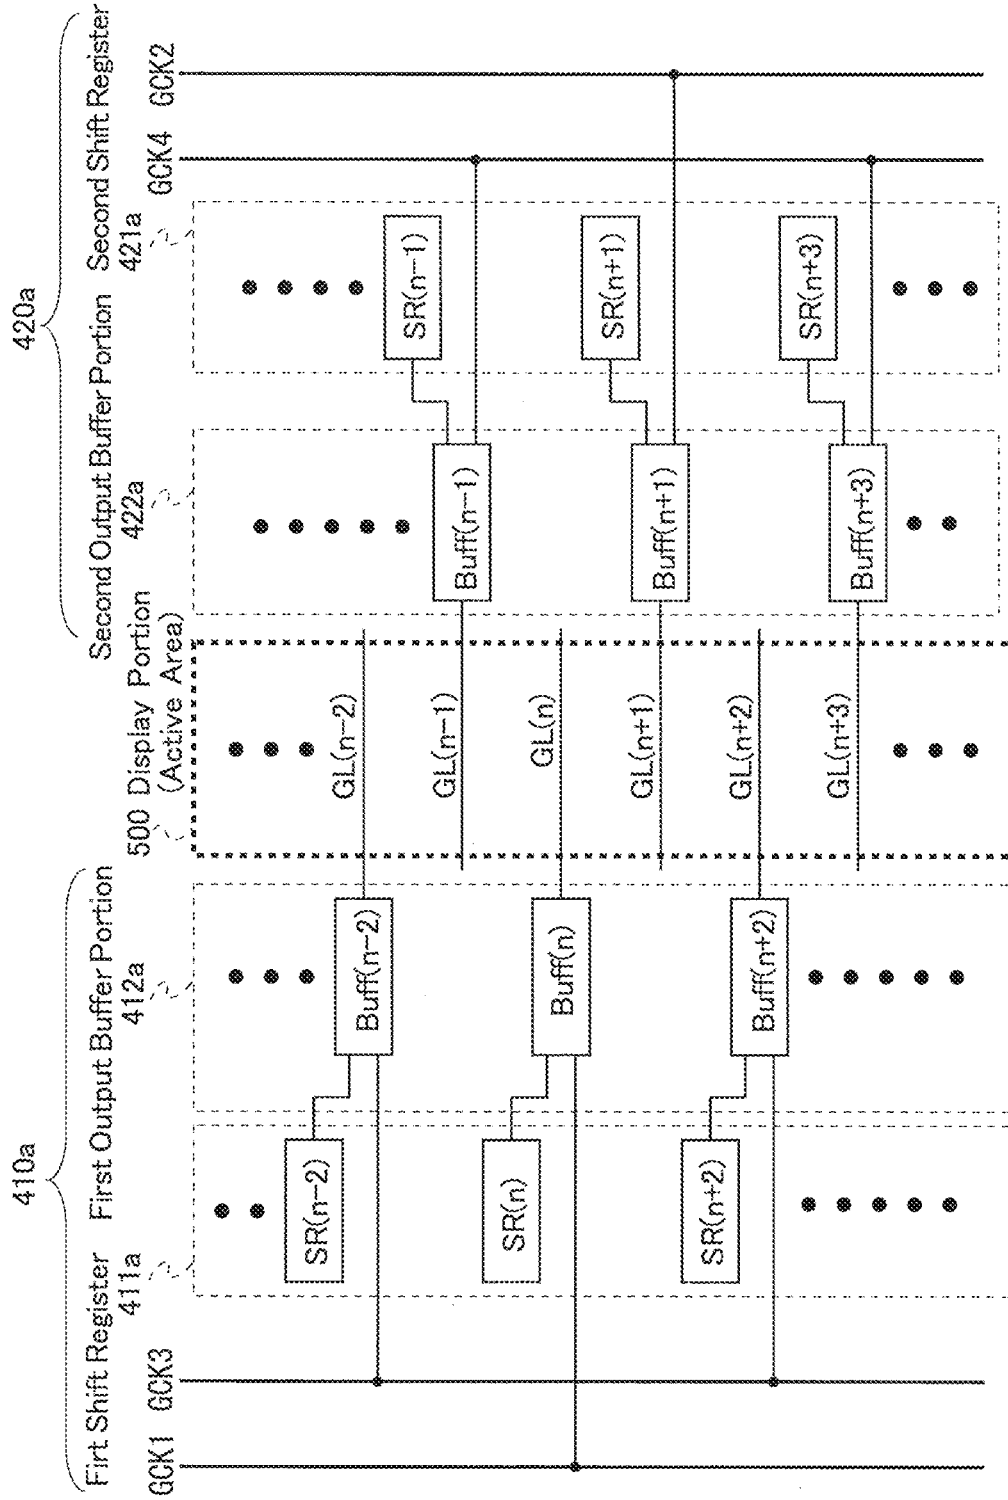 410a
420a
Firt Shift Register
First Output Buffer Portion
500 Display Portion
(Active Area)
Second Output Buffer Portion
Second Shift Register
411a
412a
422a
421a
GCK1
GCK3
GCK4
GCK2
SR(n-2)
Buff(n-2)
GL(n-2)
GL(n-1)
Buff(n-1)
SR(n-1)
SR(n)
Buff(n)
GL(n)
GL(n+1)
Buff(n+1)
SR(n+1)
SR(n+2)
Buff(n+2)
GL(n+2)
GL(n+3)
Buff(n+3)
SR(n+3)